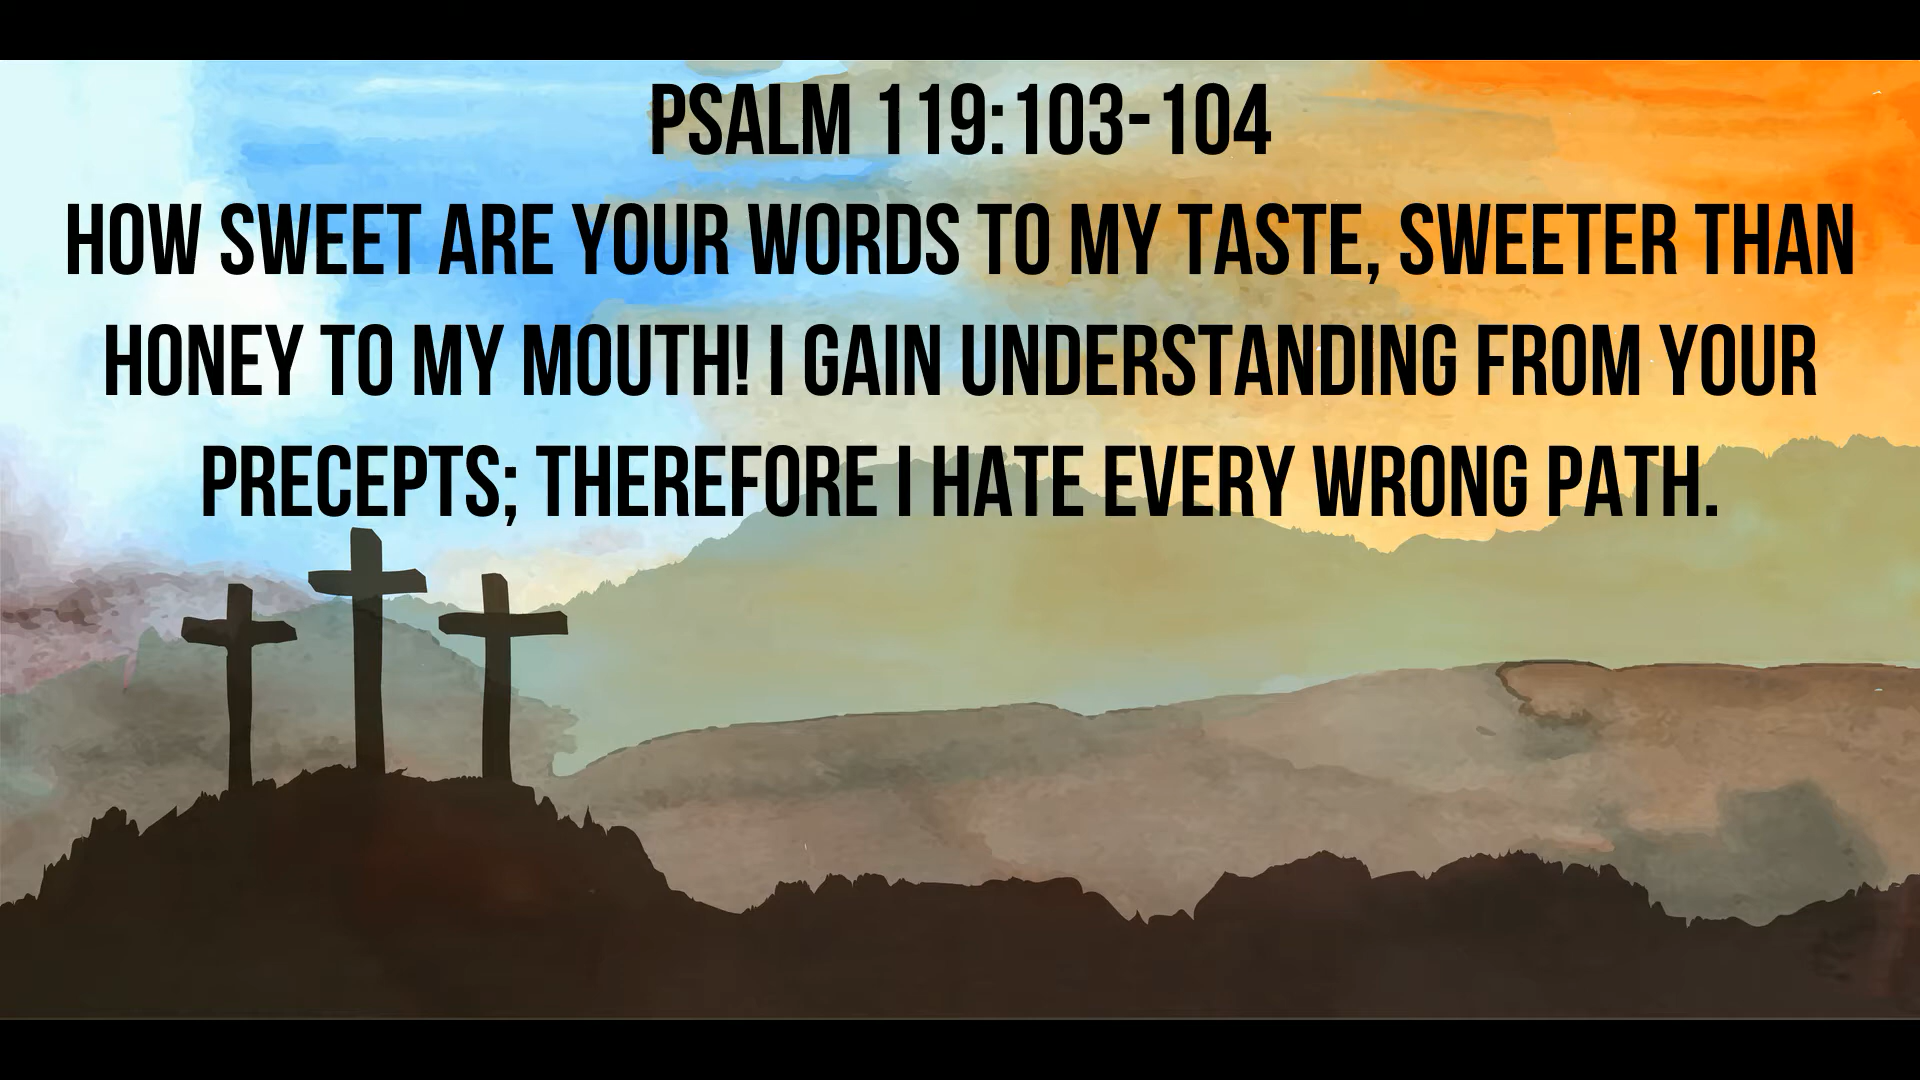 PSALM 119:103-104
HOW SWEET ARE YOUR WORDS TO MY TASTE, SWEETER THAN
HONEY TO MY MOUTH! I GAIN UNDERSTANDING FROM YOUR
PRECEPTS; THEREFORE I HATE EVERY WRONG PATH.